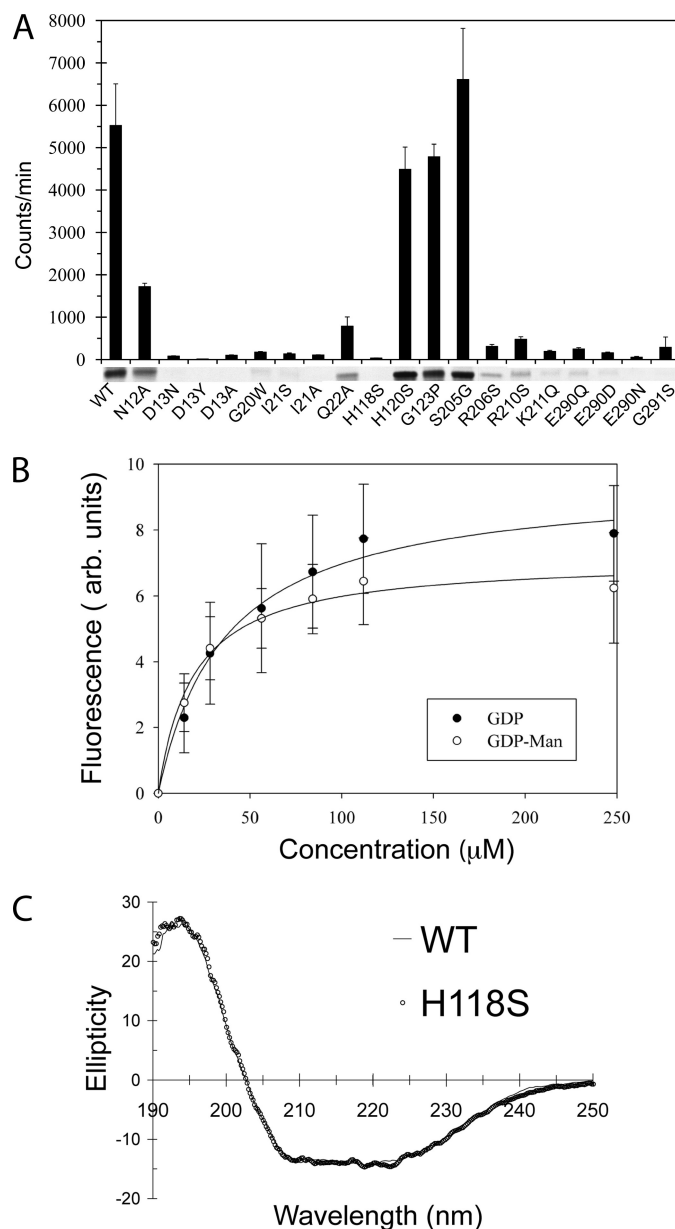 A
8000
7000
6000
5000
4000
3000
2000
1000
0
Counts/min
WT
N12A
D13N
D13Y
D13A
G20W
I21S
I21A
Q22A
H118S
H120S
G123P
S205G
R206S
R210S
K211Q
E290Q
E290D
E290N
G291S
B
10
8
6
4
2
0
Fluorescence ( arb. units)
GDP
GDP-Man
0 50 100 150 200 250
Concentration (μM)
C
30
20
10
0
-10
-20
Ellipticity
WT
H118S
190 200 210 220 230 240 250
Wavelength (nm)